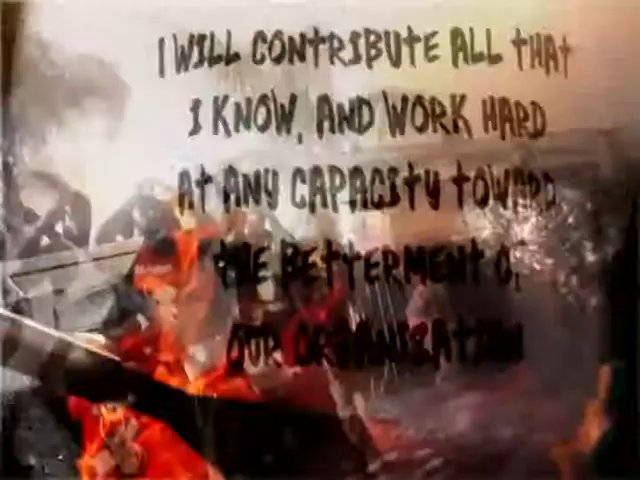 I WILL CONTRIBUTE ALL THAT
I KNOW, AND WORK HARD
AT ANY CAPACITY TOWARD
THE BETTERMENT OF
OUR ORGANIZATION